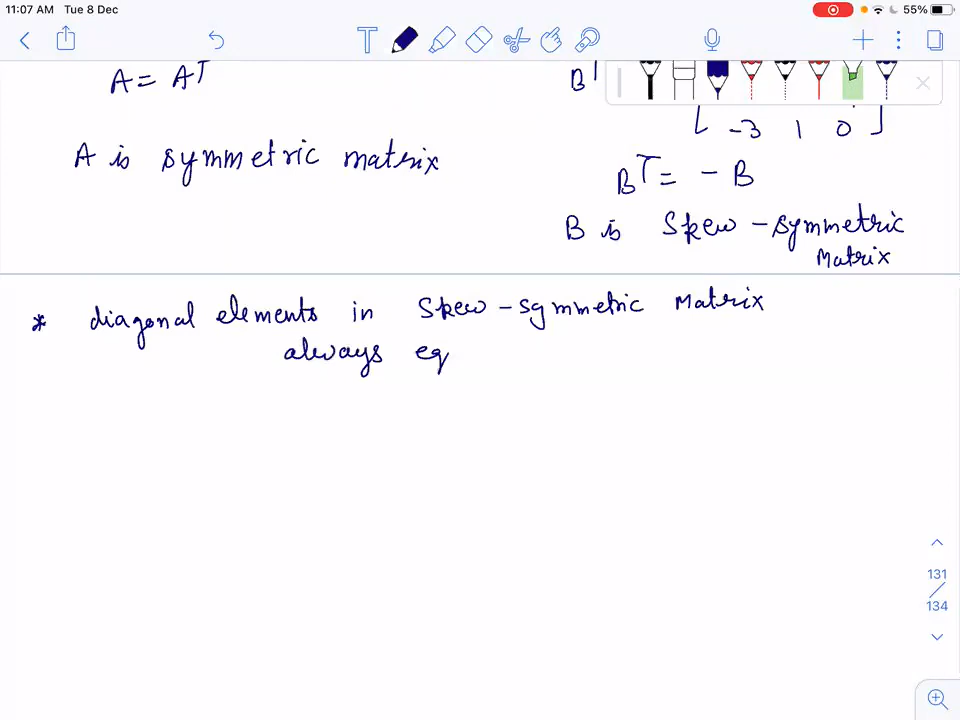 11:07 AM Tue 8 Dec
55%
A = Aᵀ
A is symmetric matrix
-3 1 0
Bᵀ = - B
B is Skew-symmetric
Matrix
* diagonal elements in Skew-symmetric Matrix
always eq
131
134